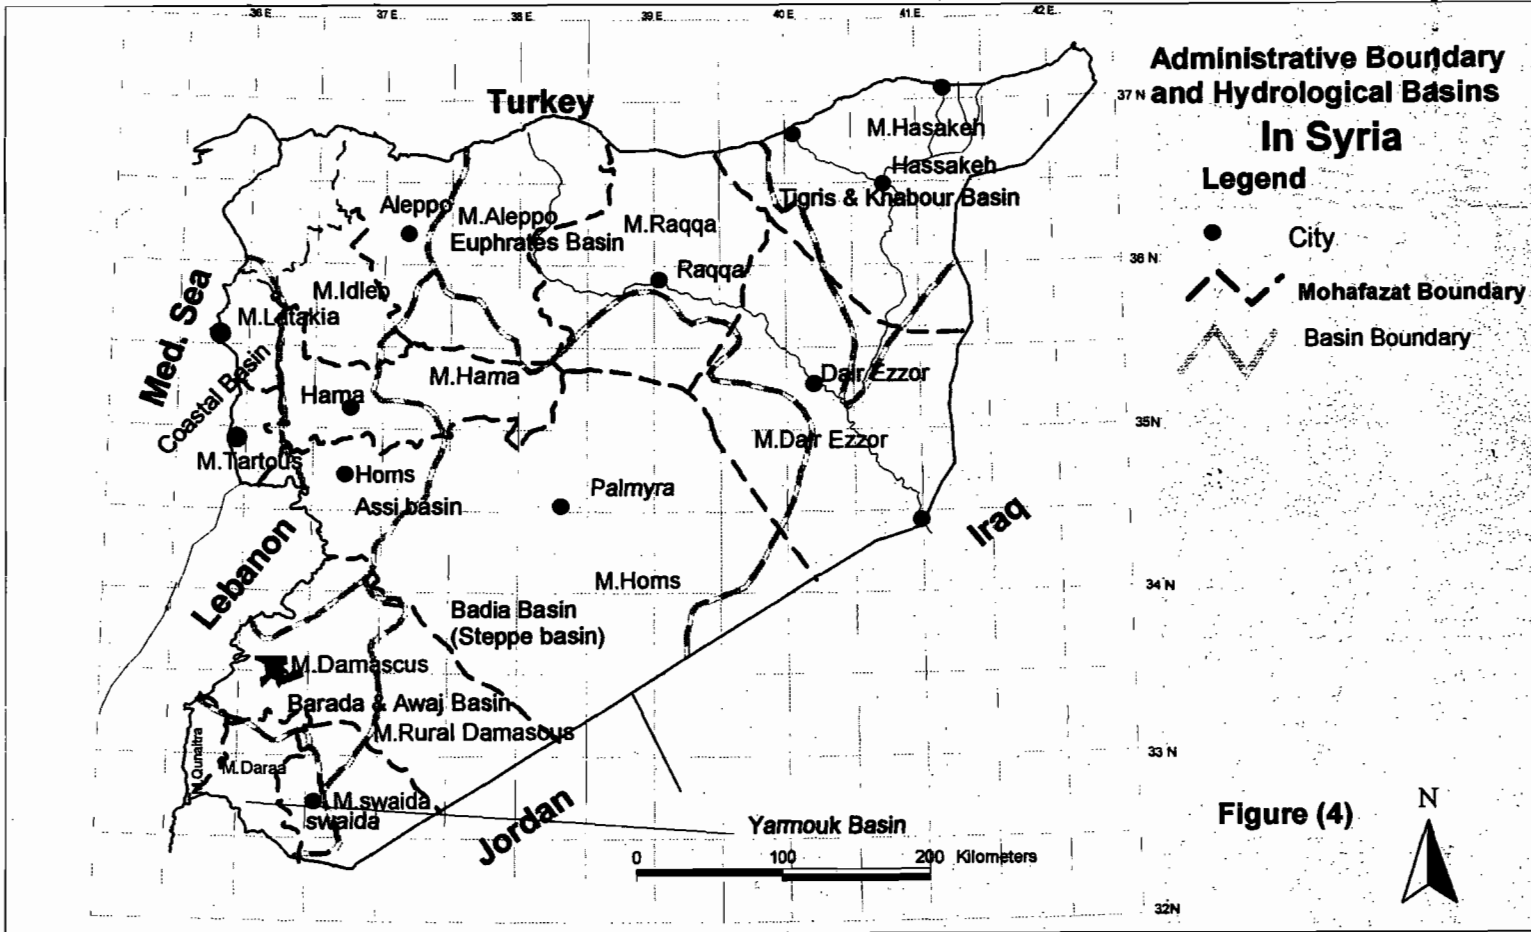 36 E
37 E
38 E
39 E
40 E
41 E
42 E
Administrative Boundary
and Hydrological Basins
In Syria
Legend
City
Mohafazat Boundary
Basin Boundary
37 N
36 N
35N
34 N
33 N
32N
Turkey
M.Hasakeh
Hassakeh
Tigris & Khabour Basin
Aleppo
M.Aleppo
Euphrates Basin
M.Raqqa
Raqqa
M.Idleb
Med. Sea
M.Latakia
Coastal Basin
Hama
M.Hama
Dair Ezzor
M.Dair Ezzor
M.Tartous
Homs
Assi basin
Palmyra
Iraq
Lebanon
M.Homs
Badia Basin
(Steppe basin)
M.Damascus
Barada & Awaj Basin
M.Rural Damascus
M.Qunaitra
M.Daraa
M.swaida
swaida
Jordan
Yarmouk Basin
0 100 200 Kilometers
Figure (4)
N